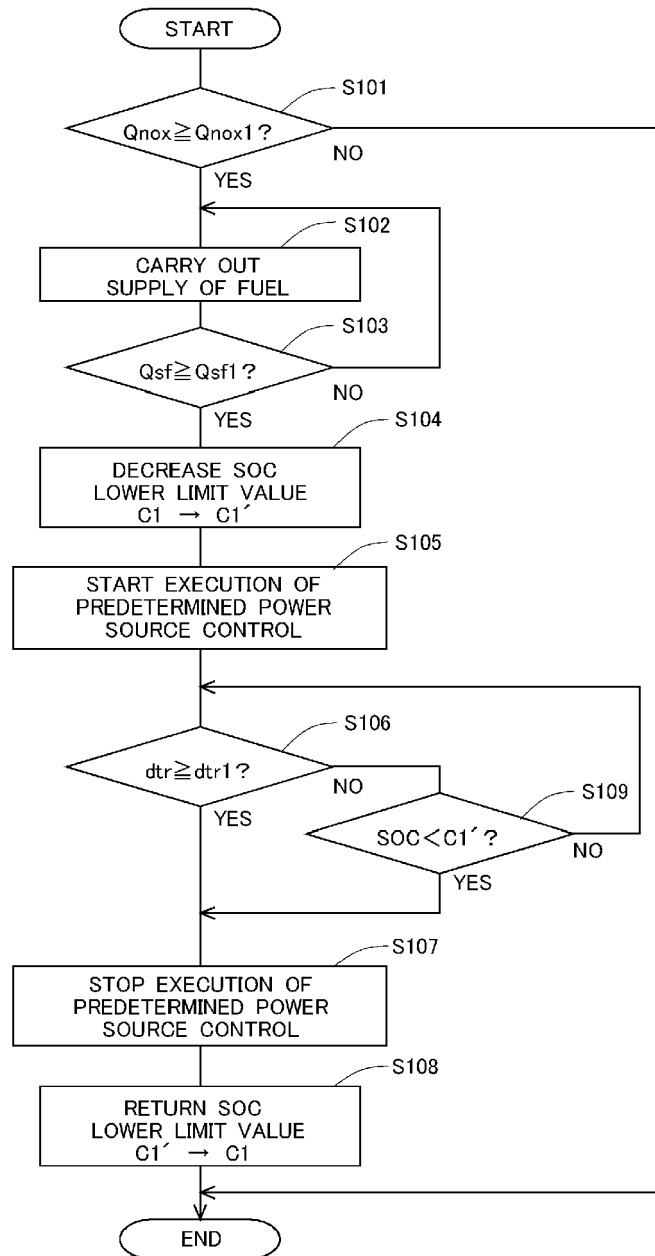 START
S101
Qnox≧Qnox1?
NO
YES
S102
CARRY OUT
SUPPLY OF FUEL
S103
Qsf≧Qsf1?
NO
YES
S104
DECREASE SOC
LOWER LIMIT VALUE
C1 → C1′
S105
START EXECUTION OF
PREDETERMINED POWER
SOURCE CONTROL
S106
dtr≧dtr1?
NO
YES
S109
SOC<C1′?
NO
YES
S107
STOP EXECUTION OF
PREDETERMINED POWER
SOURCE CONTROL
S108
RETURN SOC
LOWER LIMIT VALUE
C1′ → C1
END